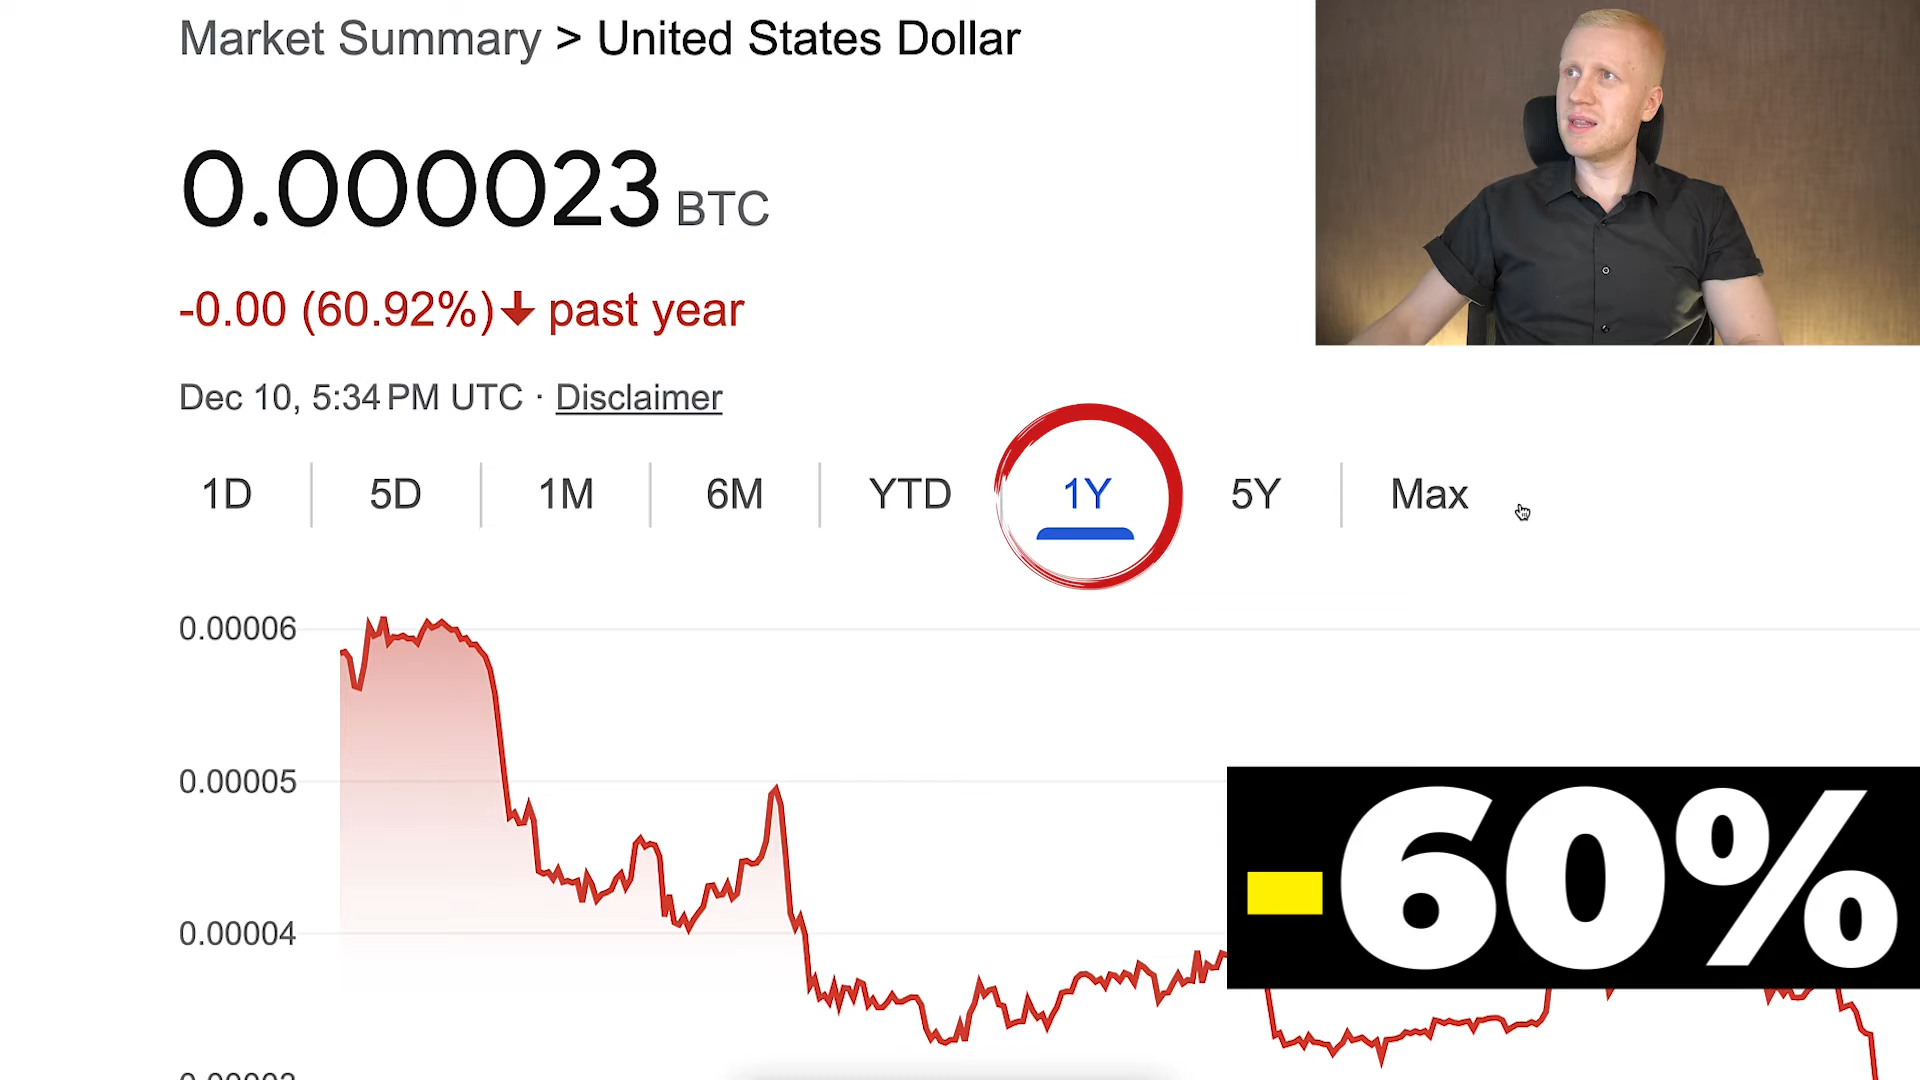 Market Summary > United States Dollar
0.000023 BTC
-0.00 (60.92%) ↓ past year
Dec 10, 5:34 PM UTC · Disclaimer
1D 5D 1M 6M YTD 1Y 5Y Max
0.00006
0.00005
-60%
0.00004